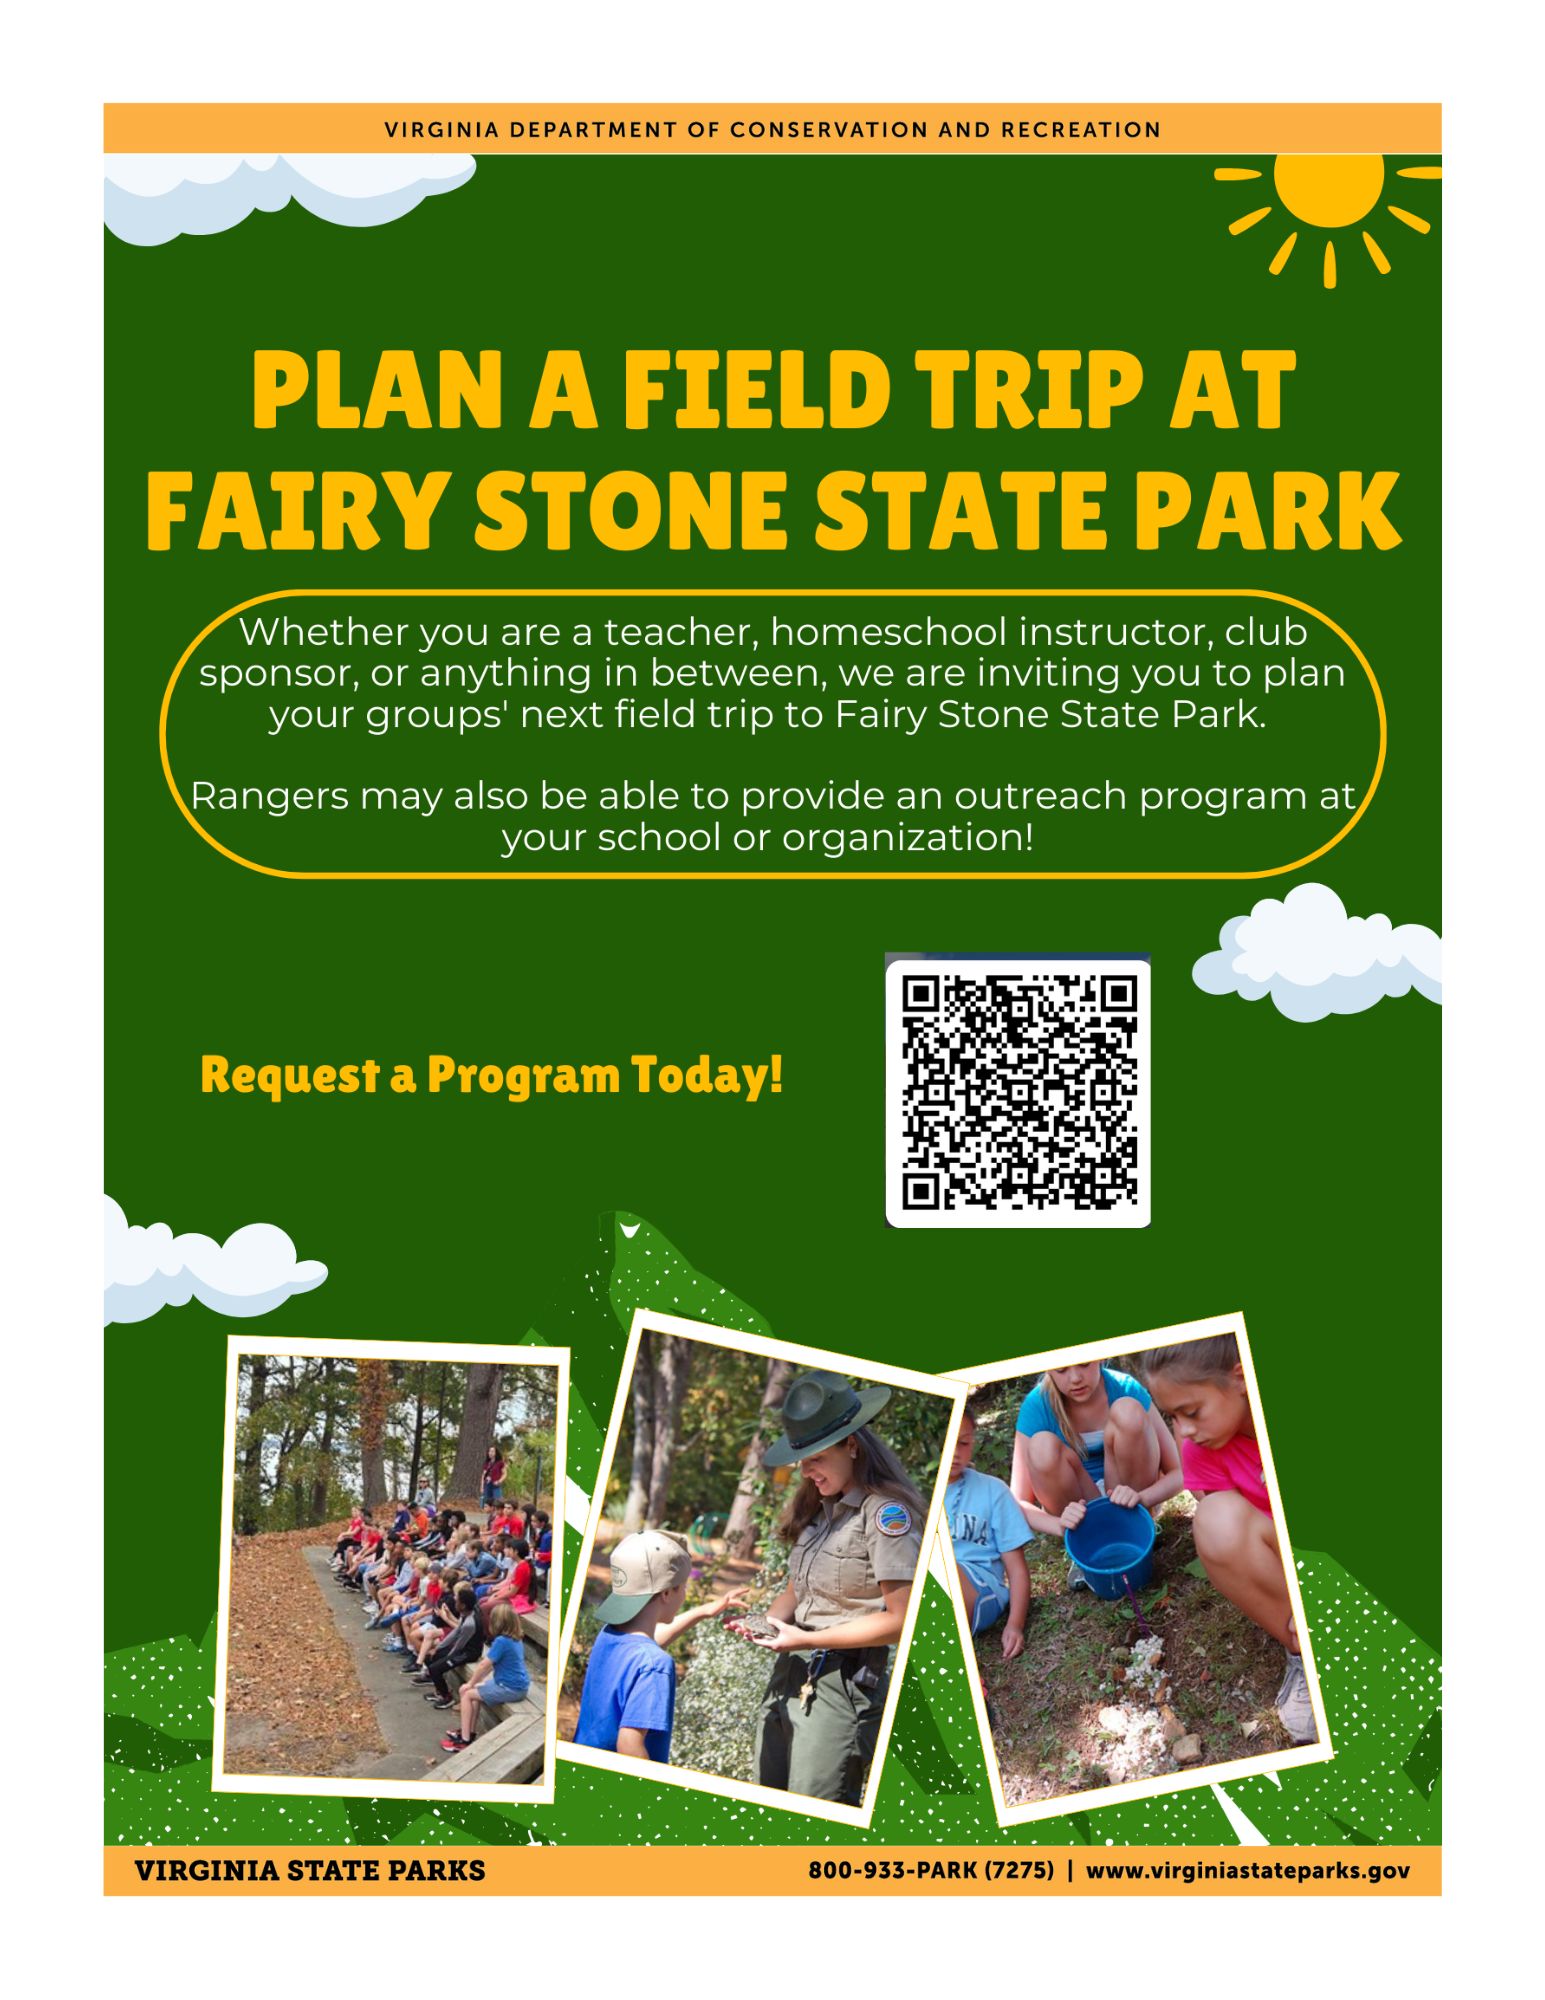 VIRGINIA DEPARTMENT OF CONSERVATION AND RECREATION
PLAN A FIELD TRIP AT
FAIRY STONE STATE PARK
Whether you are a teacher, homeschool instructor, club
sponsor, or anything in between, we are inviting you to plan
your groups' next field trip to Fairy Stone State Park.
Rangers may also be able to provide an outreach program at
your school or organization!
Request a Program Today!
VIRGINIA STATE PARKS
800-933-PARK (7275) | www.virginiastateparks.gov